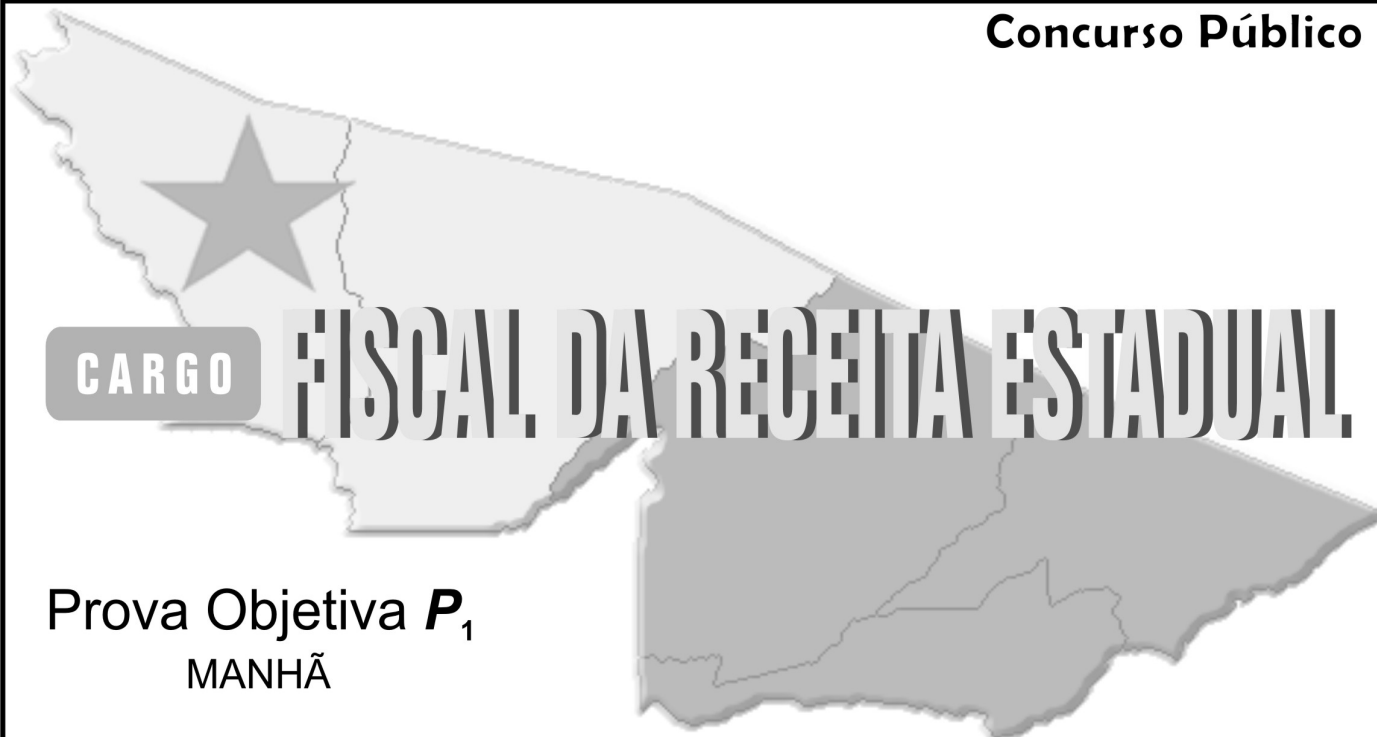 Concurso Público
CARGO
FISCAL DA RECEITA ESTADUAL
Prova Objetiva P1
MANHÃ